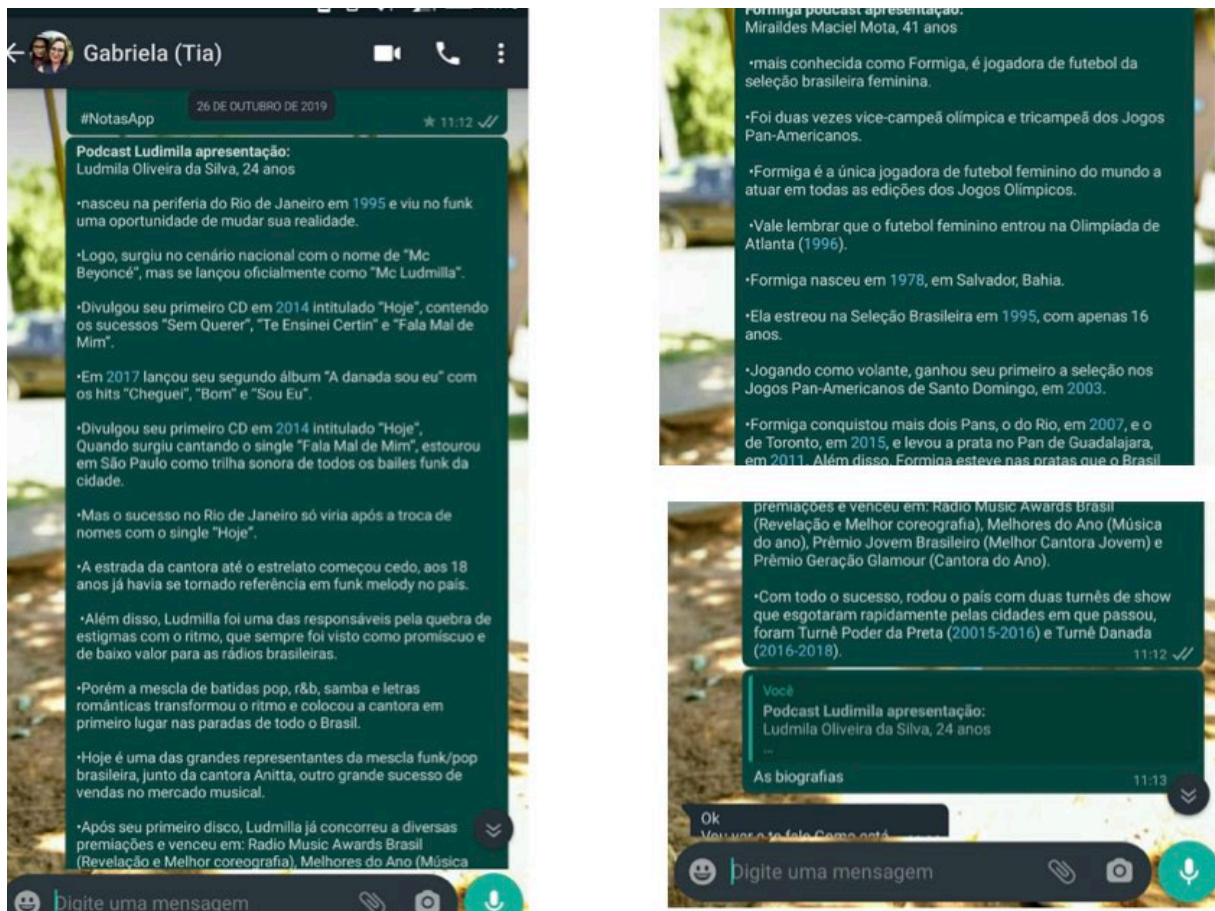 Gabriela (Tia)
26 DE OUTUBRO DE 2019
#NotasApp
11:12
Podcast Ludimila apresentação:
Ludmila Oliveira da Silva, 24 anos
•nasceu na periferia do Rio de Janeiro em 1995 e viu no funk
uma oportunidade de mudar sua realidade.
•Logo, surgiu no cenário nacional com o nome de “Mc
Beyoncé”, mas se lançou oficialmente como “Mc Ludmilla”.
•Divulgou seu primeiro CD em 2014 intitulado “Hoje”, contendo
os sucessos “Sem Querer”, “Te Ensinei Certin” e “Fala Mal de
Mim”.
•Em 2017 lançou seu segundo álbum “A danada sou eu” com
os hits “Cheguei”, “Bom” e “Sou Eu”.
•Divulgou seu primeiro CD em 2014 intitulado “Hoje”,
Quando surgiu cantando o single “Fala Mal de Mim”, estourou
em São Paulo como trilha sonora de todos os bailes funk da
cidade.
•Mas o sucesso no Rio de Janeiro só viria após a troca de
nomes com o single “Hoje”.
•A estrada da cantora até o estrelato começou cedo, aos 18
anos já havia se tornado referência em funk melody no país.
•Além disso, Ludmilla foi uma das responsáveis pela quebra de
estigmas com o ritmo, que sempre foi visto como promíscuo e
de baixo valor para as rádios brasileiras.
•Porém a mescla de batidas pop, r&b, samba e letras
românticas transformou o ritmo e colocou a cantora em
primeiro lugar nas paradas de todo o Brasil.
•Hoje é uma das grandes representantes da mescla funk/pop
brasileira, junto da cantora Anitta, outro grande sucesso de
vendas no mercado musical.
•Após seu primeiro disco, Ludmilla já concorreu a diversas
premiações e venceu em: Radio Music Awards Brasil
(Revelação e Melhor coreografia), Melhores do Ano (Música
Digite uma mensagem
Formiga podcast apresentação:
Miraildes Maciel Mota, 41 anos
•mais conhecida como Formiga, é jogadora de futebol da
seleção brasileira feminina.
•Foi duas vezes vice-campeã olímpica e tricampeã dos Jogos
Pan-Americanos.
•Formiga é a única jogadora de futebol feminino do mundo a
atuar em todas as edições dos Jogos Olímpicos.
•Vale lembrar que o futebol feminino entrou na Olimpíada de
Atlanta (1996).
•Formiga nasceu em 1978, em Salvador, Bahia.
•Ela estreou na Seleção Brasileira em 1995, com apenas 16
anos.
•Jogando como volante, ganhou seu primeiro a seleção nos
Jogos Pan-Americanos de Santo Domingo, em 2003.
•Formiga conquistou mais dois Pans, o do Rio, em 2007, e o
de Toronto, em 2015, e levou a prata no Pan de Guadalajara,
em 2011. Além disso, Formiga esteve nas pratas que o Brasil
premiações e venceu em: Radio Music Awards Brasil
(Revelação e Melhor coreografia), Melhores do Ano (Música
do ano), Prêmio Jovem Brasileiro (Melhor Cantora Jovem) e
Prêmio Geração Glamour (Cantora do Ano).
•Com todo o sucesso, rodou o país com duas turnês de show
que esgotaram rapidamente pelas cidades em que passou,
foram Turnê Poder da Preta (20015-2016) e Turnê Danada
(2016-2018).
11:12
Você
Podcast Ludimila apresentação:
Ludmila Oliveira da Silva, 24 anos
...
As biografias
11:13
Ok
Digite uma mensagem